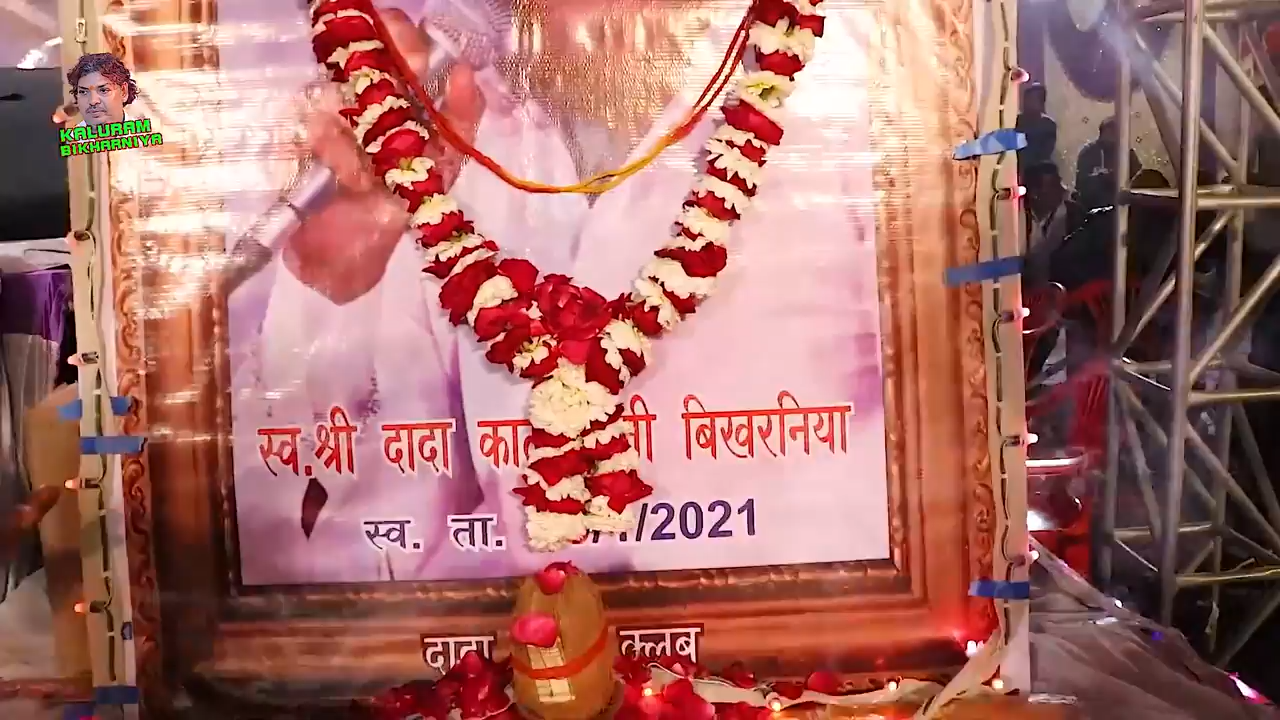 KALURAM
BIKHARNIYA
स्व.श्री दादा बिखरनिया
स्व. ता. /2021
दादा क्लब